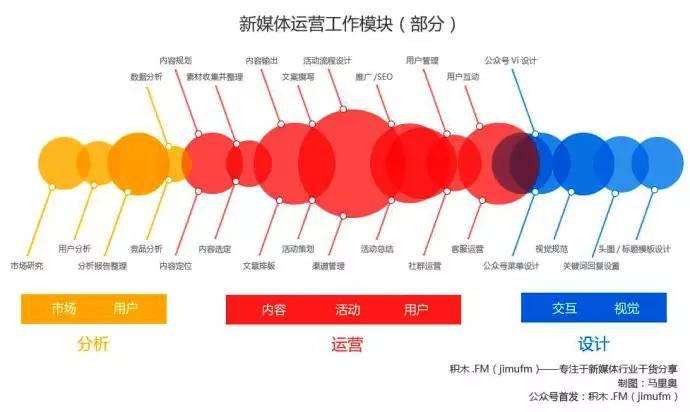 新媒体运营工作模块（部分）
内容规划
内容输出
活动流程设计
用户管理
公众号 Vi 设计
数据分析
素材收集并整理
文案撰写
推广 /SEO
用户互动
用户分析
竞品分析
内容选定
活动策划
活动总结
客服运营
视觉规范
头图 / 标题模板设计
市场研究
分析报告整理
内容定位
文章排版
渠道管理
社群运营
公众号菜单设计
关键词回复设置
市场 用户
内容 活动 用户
交互 视觉
分析
运营
设计
积木 .FM（jimufm）——专注于新媒体行业干货分享
制图：马里奥
公众号首发：积木 .FM（jimufm）